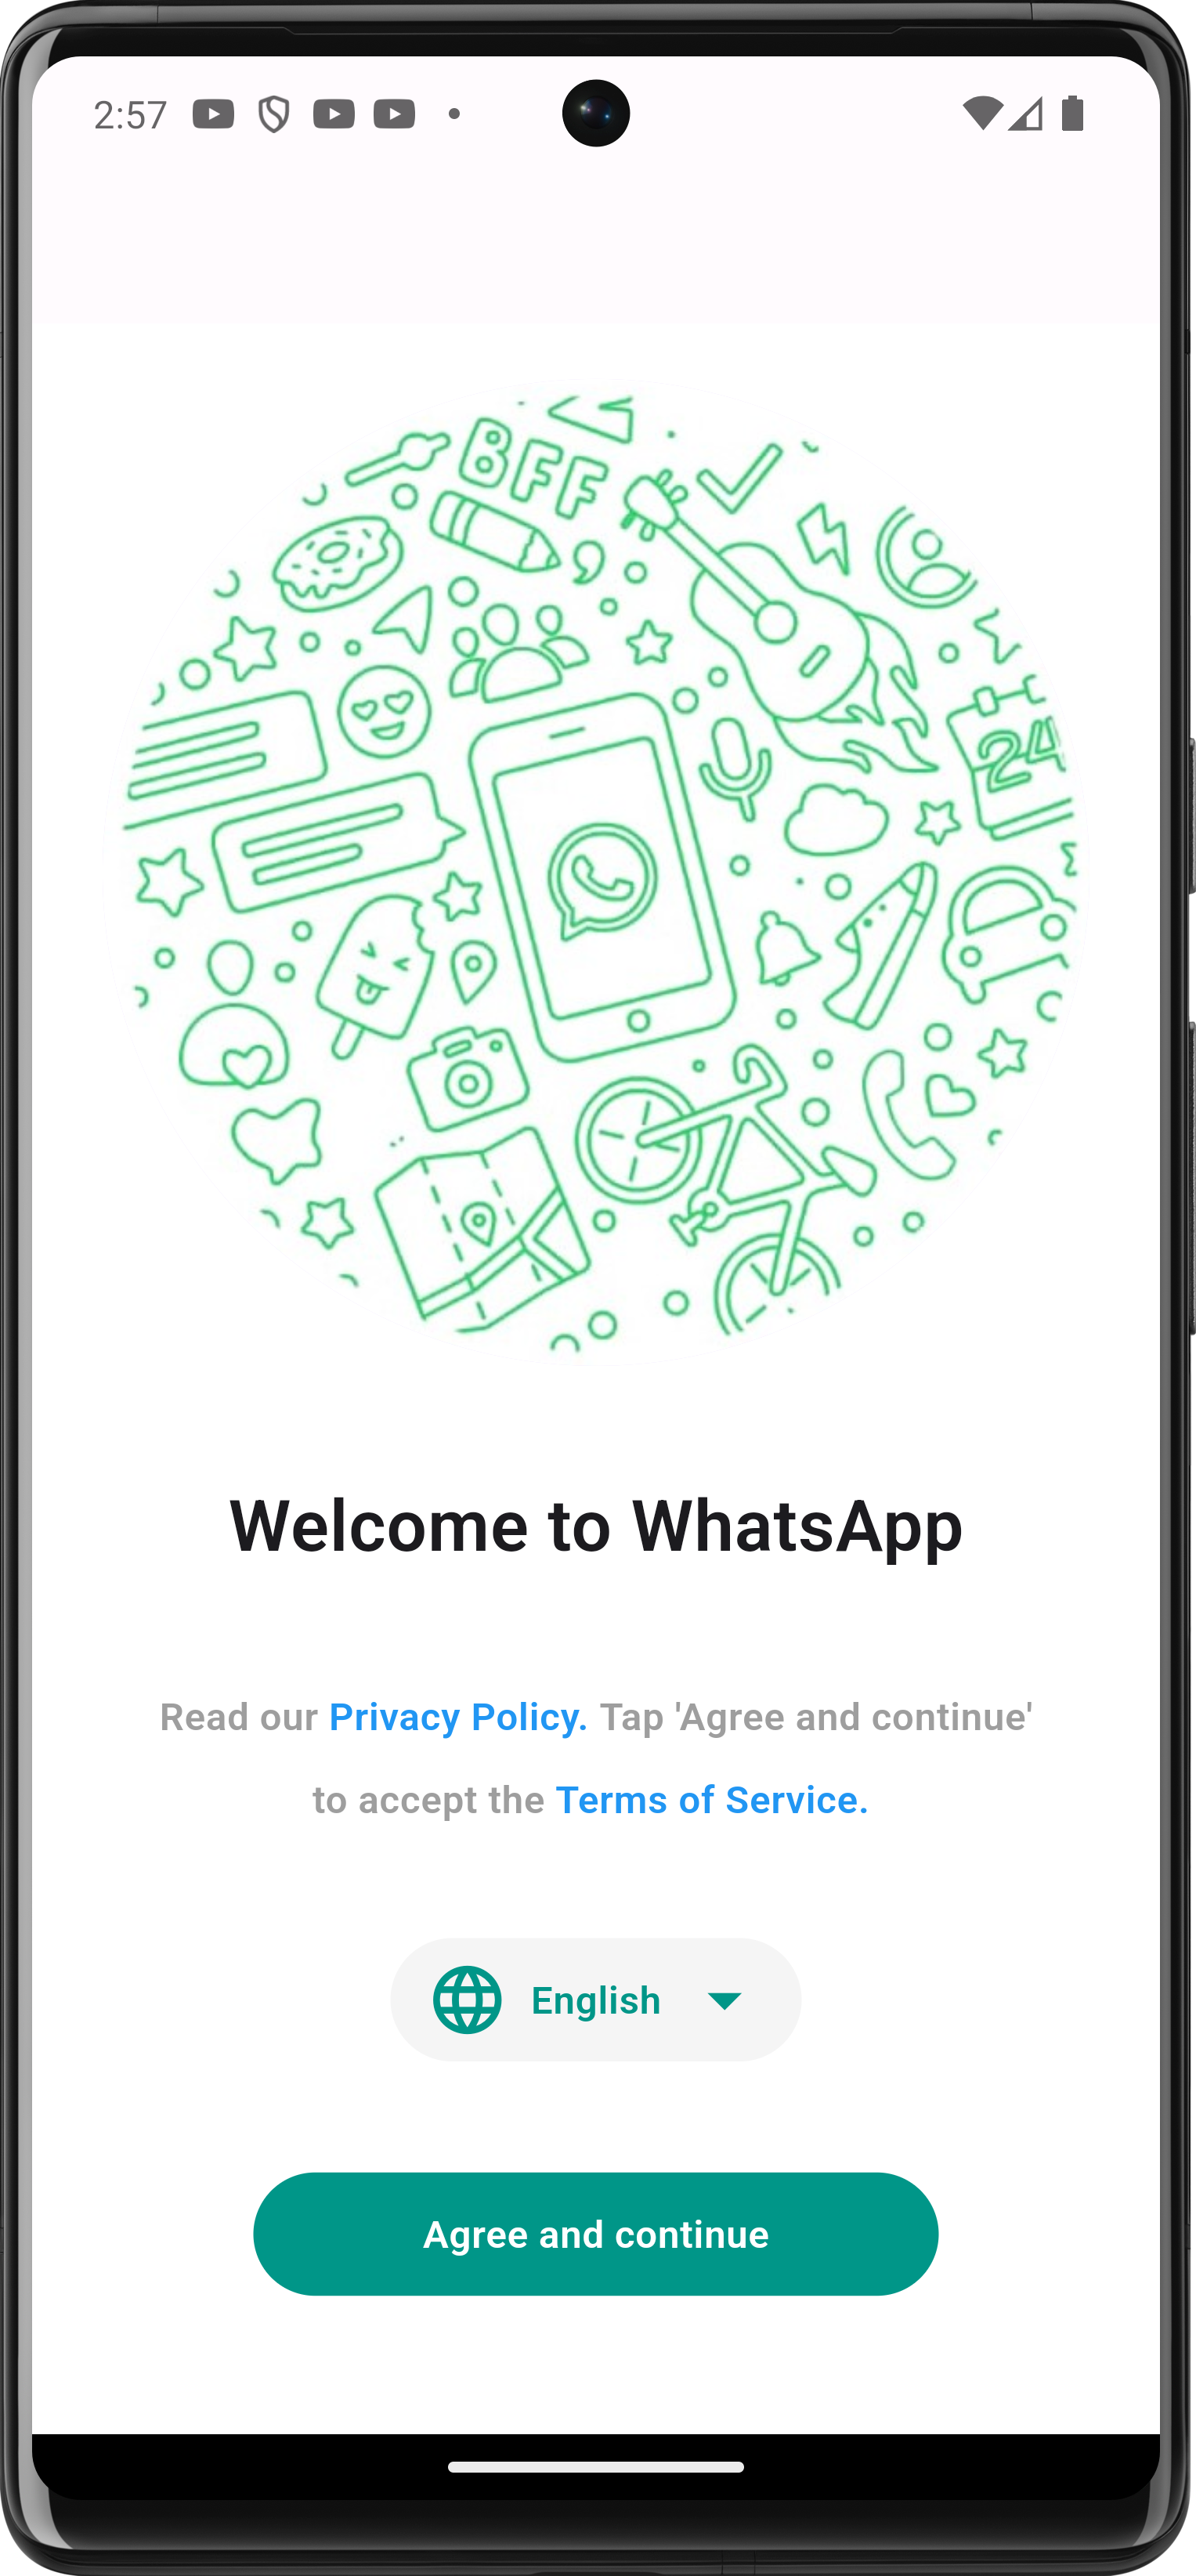 2:57
BFF
24
Welcome to WhatsApp
Read our Privacy Policy. Tap 'Agree and continue'
to accept the Terms of Service.
English
Agree and continue